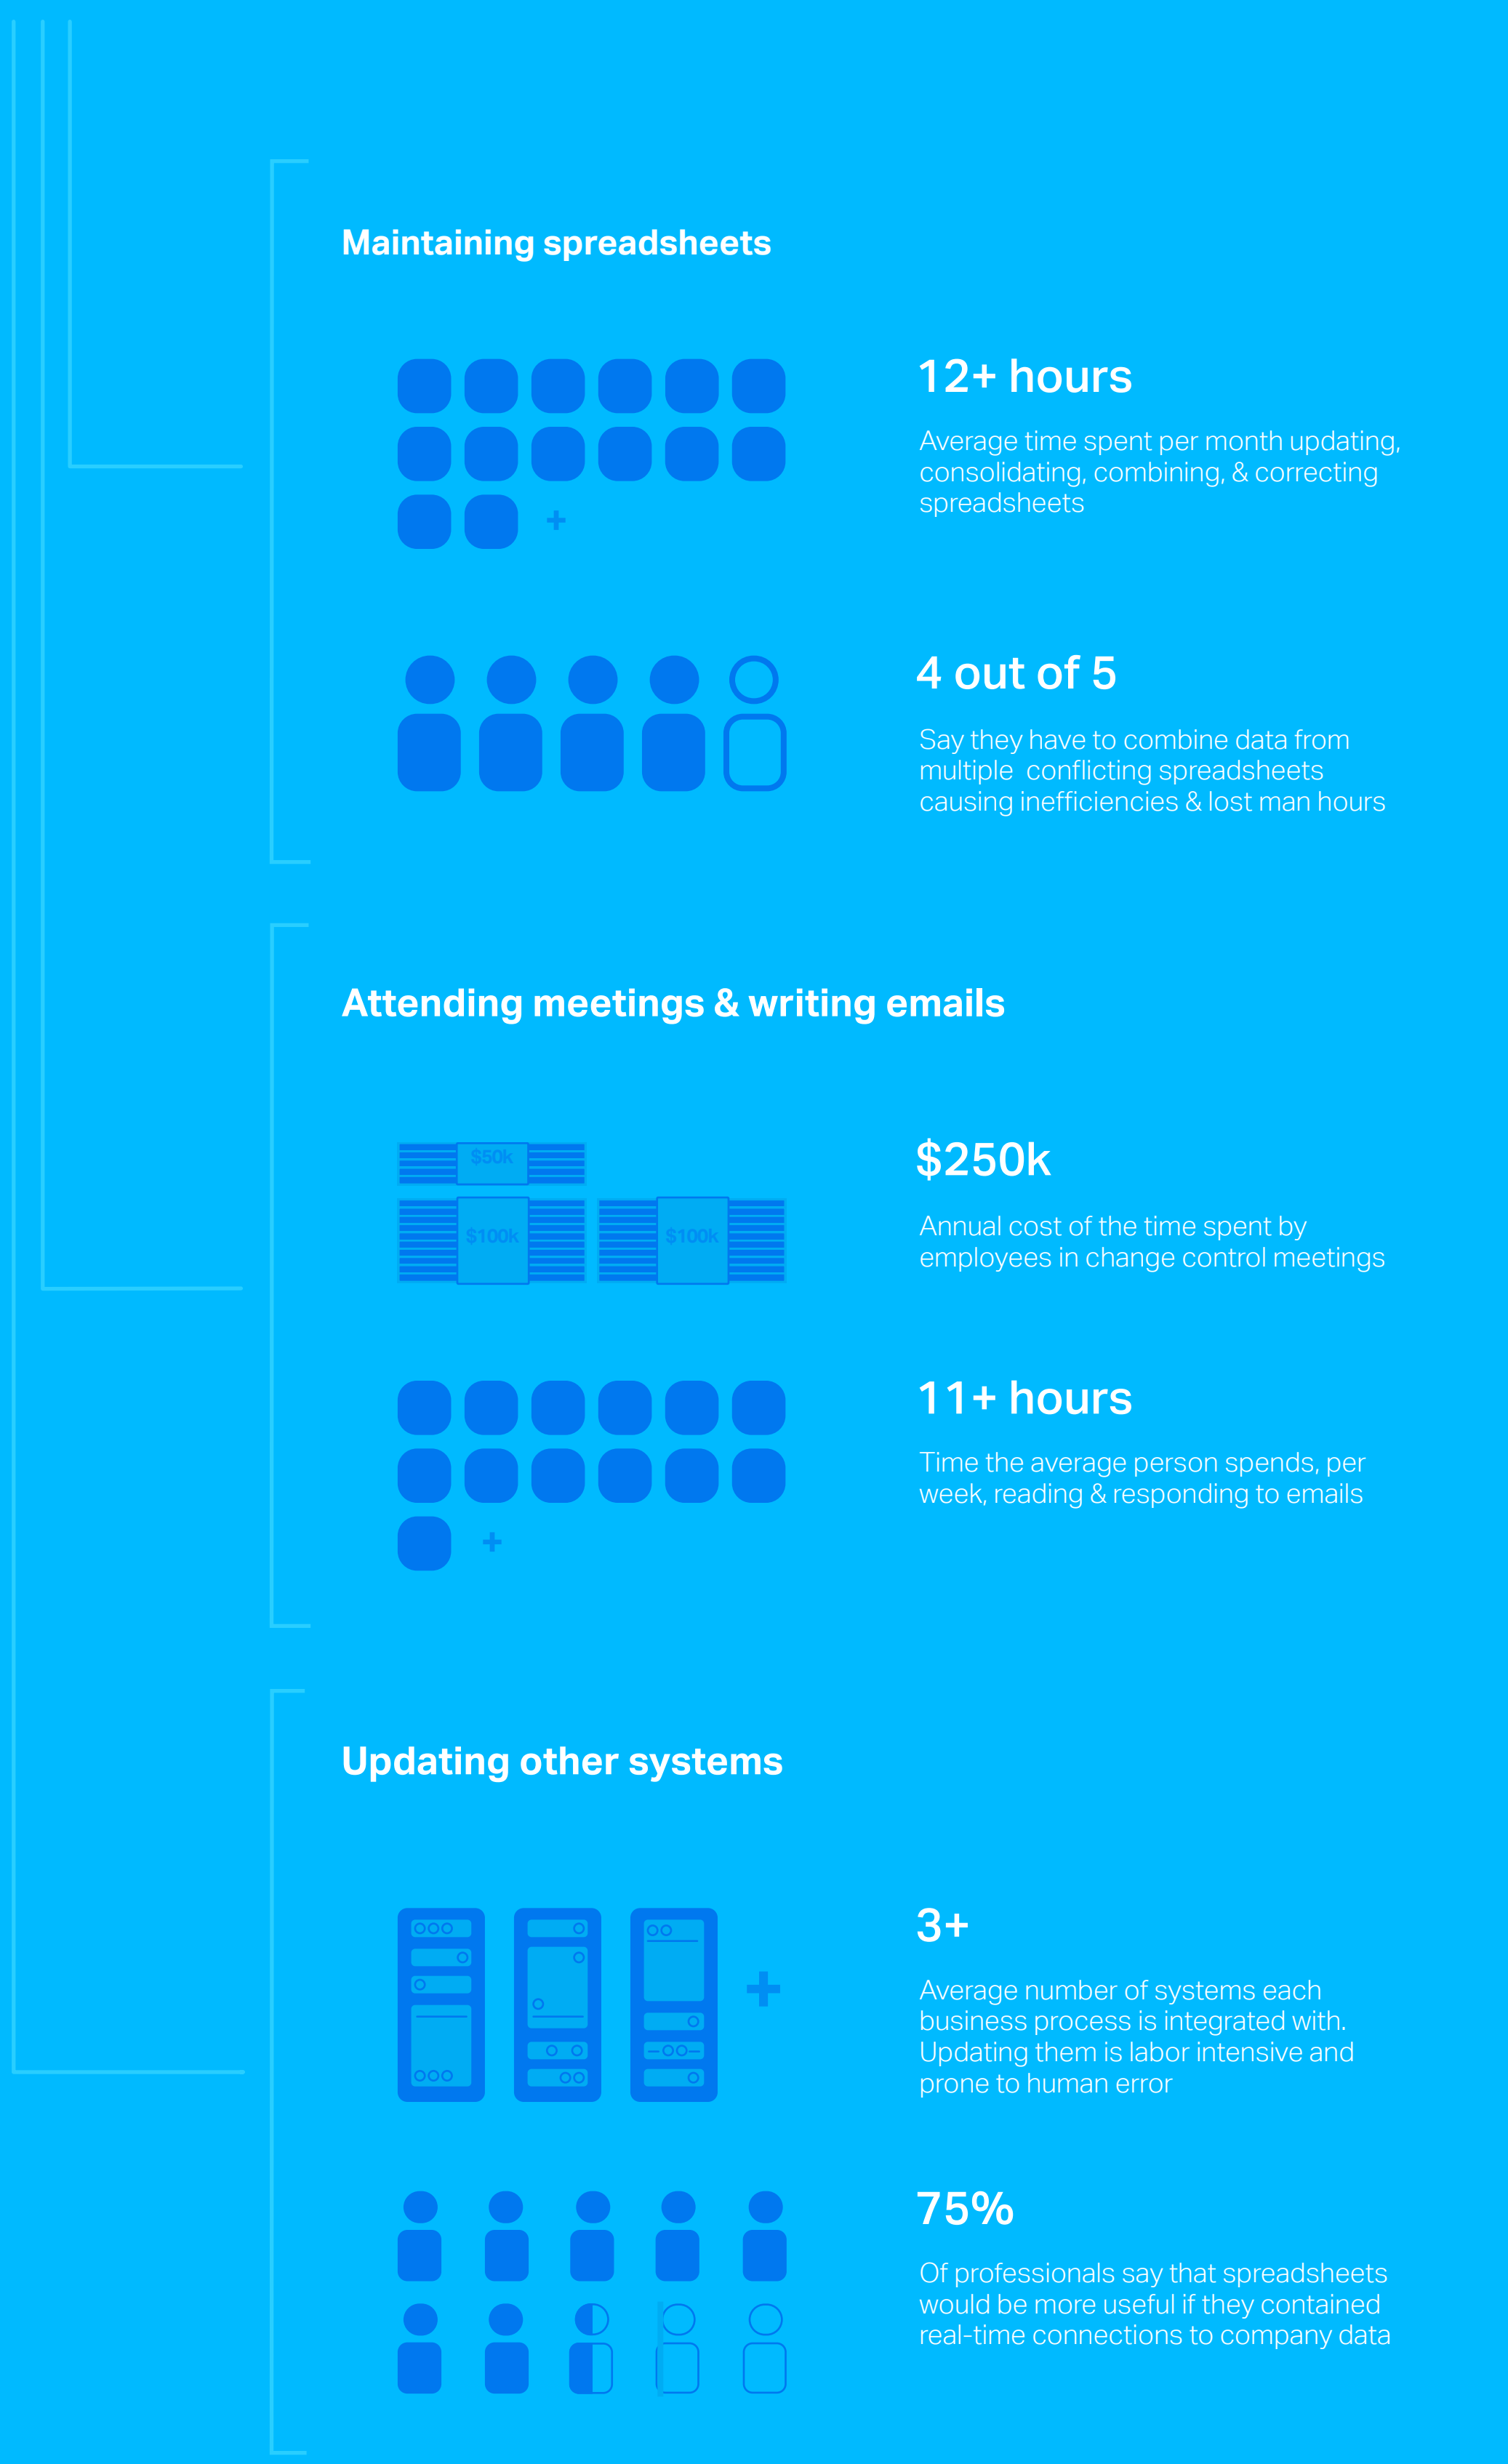 Maintaining spreadsheets
+
12+ hours
Average time spent per month updating,
consolidating, combining, & correcting
spreadsheets
4 out of 5
Say they have to combine data from
multiple  conflicting spreadsheets
causing inefficiencies & lost man hours
Attending meetings & writing emails
$50k
$100k
$100k
$250k
Annual cost of the time spent by
employees in change control meetings
+
11+ hours
Time the average person spends, per
week, reading & responding to emails
Updating other systems
+
3+
Average number of systems each
business process is integrated with.
Updating them is labor intensive and
prone to human error
75%
Of professionals say that spreadsheets
would be more useful if they contained
real-time connections to company data